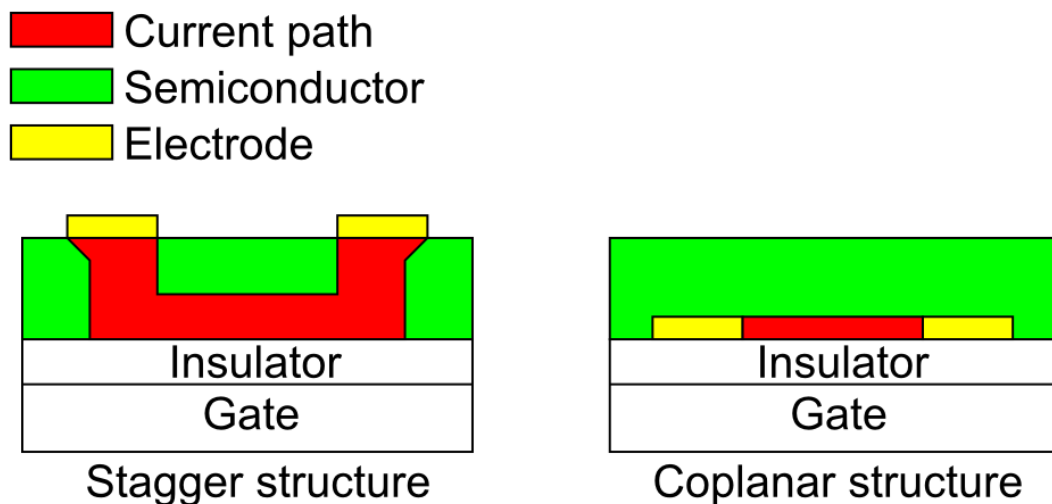 Current path
Semiconductor
Electrode
Insulator
Gate
Stagger structure
Insulator
Gate
Coplanar structure